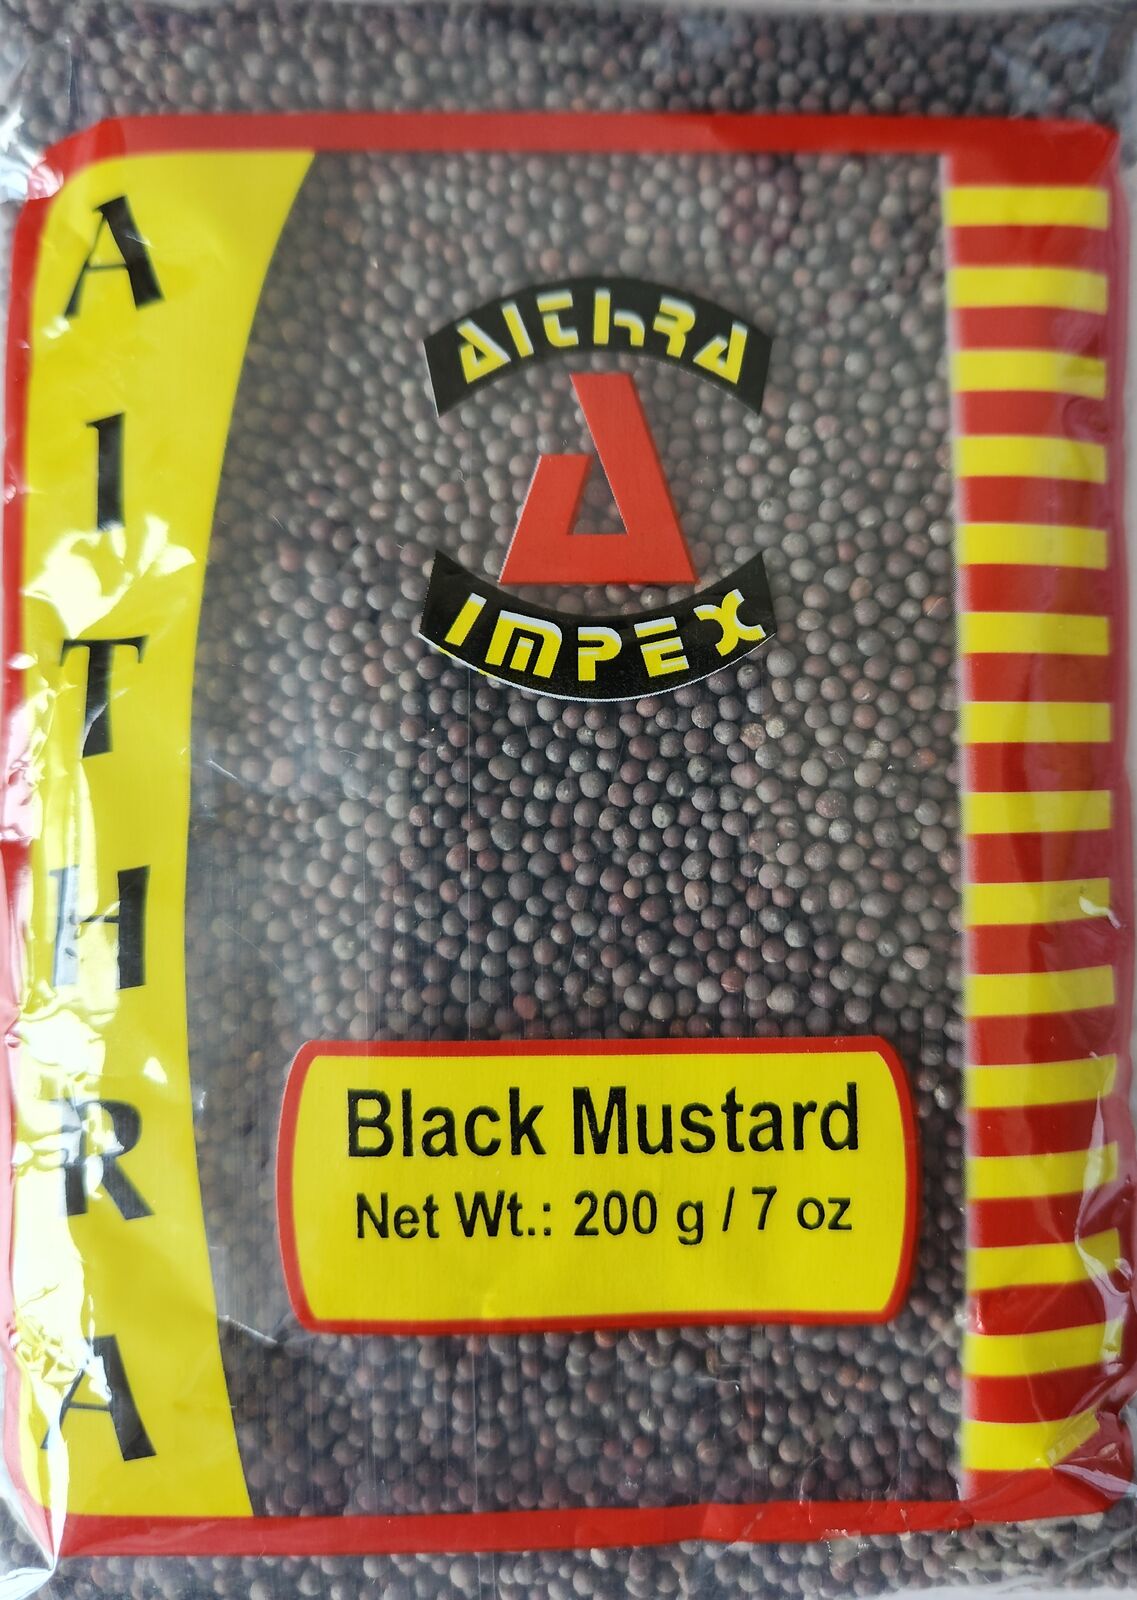 AITHRA
AIThRA
IMPEX
Black Mustard
Net Wt.: 200 g / 7 oz